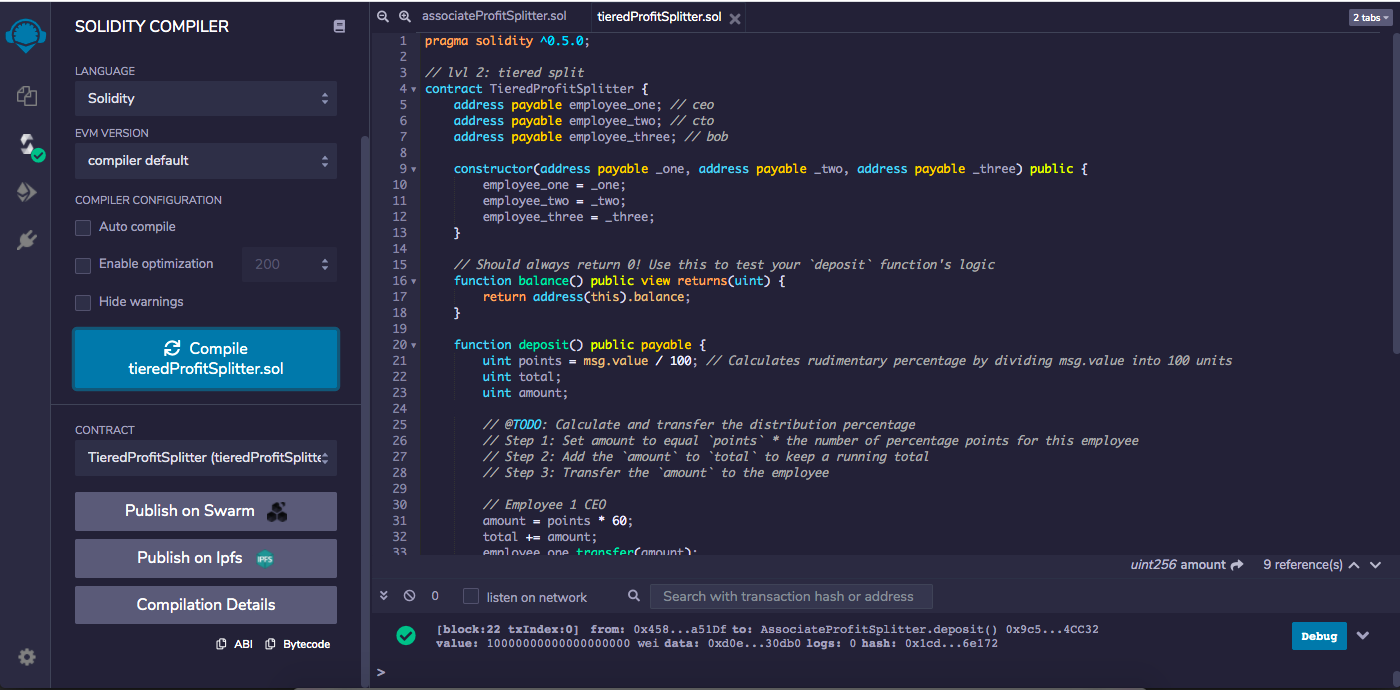 SOLIDITY COMPILER
LANGUAGE
Solidity
EVM VERSION
compiler default
COMPILER CONFIGURATION
Auto compile
Enable optimization
200
Hide warnings
Compile
tieredProfitSplitter.sol
CONTRACT
TieredProfitSplitter (tieredProfitSplitte
Publish on Swarm
Publish on Ipfs
IPFS
Compilation Details
ABI
Bytecode
associateProfitSplitter.sol
tieredProfitSplitter.sol
2 tabs
1 pragma solidity ^0.5.0;
2
3 // lvl 2: tiered split
4 contract TieredProfitSplitter {
5 address payable employee_one; // ceo
6 address payable employee_two; // cto
7 address payable employee_three; // bob
8
9 constructor(address payable _one, address payable _two, address payable _three) public {
10 employee_one = _one;
11 employee_two = _two;
12 employee_three = _three;
13 }
14
15 // Should always return 0! Use this to test your `deposit` function's logic
16 function balance() public view returns(uint) {
17 return address(this).balance;
18 }
19
20 function deposit() public payable {
21 uint points = msg.value / 100; // Calculates rudimentary percentage by dividing msg.value into 100 units
22 uint total;
23 uint amount;
24
25 // @TODO: Calculate and transfer the distribution percentage
26 // Step 1: Set amount to equal `points` * the number of percentage points for this employee
27 // Step 2: Add the `amount` to `total` to keep a running total
28 // Step 3: Transfer the `amount` to the employee
29
30 // Employee 1 CEO
31 amount = points * 60;
32 total += amount;
33 employee_one.transfer(amount);
uint256 amount 9 reference(s)
0 listen on network
Search with transaction hash or address
[block:22 txIndex:0] from: 0x458...a51Df to: AssociateProfitSplitter.deposit() 0x9c5...4CC32
value: 10000000000000000000 wei data: 0xd0e...30db0 logs: 0 hash: 0x1cd...6e172
Debug
>